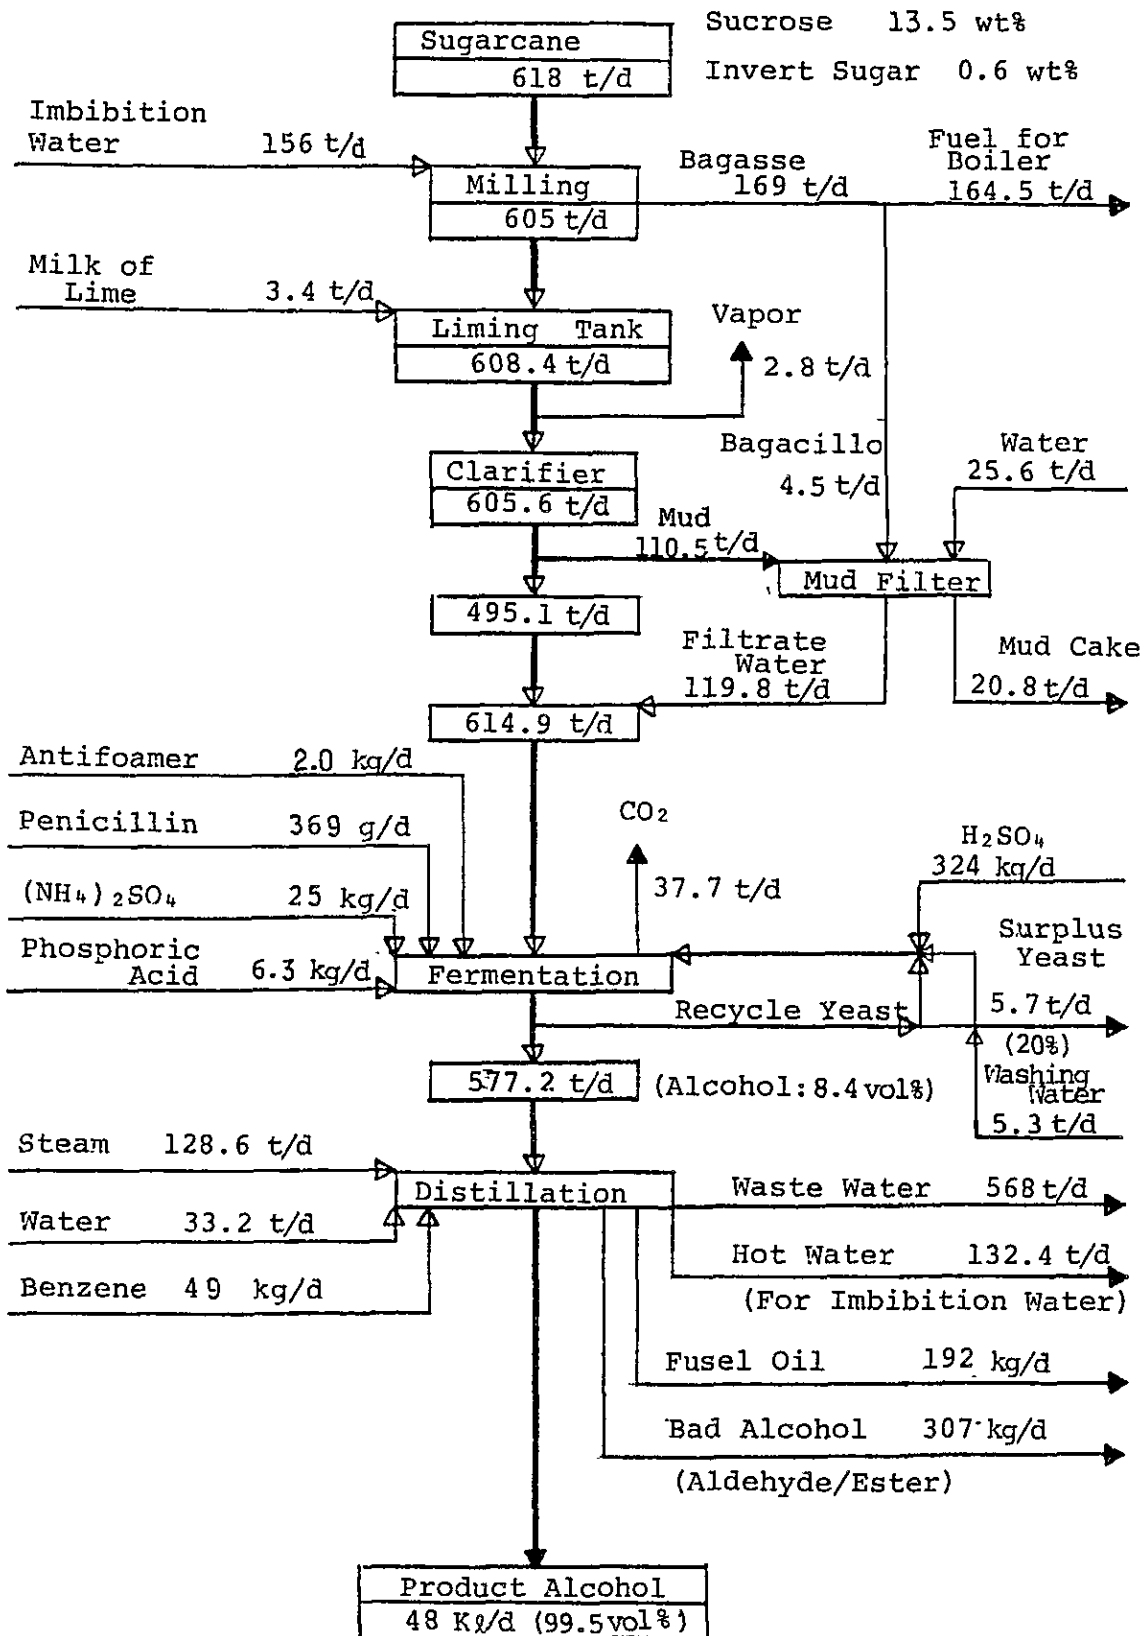 Sucrose 13.5 wt%
Sugarcane
618 t/d
Invert Sugar 0.6 wt%
Imbibition
Water 156 t/d
Bagasse
169 t/d
Fuel for
Boiler
164.5 t/d
Milling
605 t/d
Milk of
Lime 3.4 t/d
Liming Tank
608.4 t/d
Vapor
2.8 t/d
Clarifier
605.6 t/d
Bagacillo
4.5 t/d
Water
25.6 t/d
Mud
110.5 t/d
Mud Filter
495.1 t/d
Filtrate
Water
119.8 t/d
Mud Cake
20.8 t/d
614.9 t/d
Antifoamer 2.0 kg/d
Penicillin 369 g/d
(NH₄)₂SO₄ 25 kg/d
Phosphoric
Acid 6.3 kg/d
CO₂
37.7 t/d
H₂SO₄
324 kg/d
Fermentation
Surplus
Yeast
5.7 t/d
(20%)
Recycle Yeast
Washing
Water
5.3 t/d
577.2 t/d
(Alcohol: 8.4 vol%)
Steam 128.6 t/d
Distillation
Waste Water 568 t/d
Water 33.2 t/d
Hot Water 132.4 t/d
(For Imbibition Water)
Benzene 49 kg/d
Fusel Oil 192 kg/d
Bad Alcohol 307 kg/d
(Aldehyde/Ester)
Product Alcohol
48 Kℓ/d (99.5 vol%)